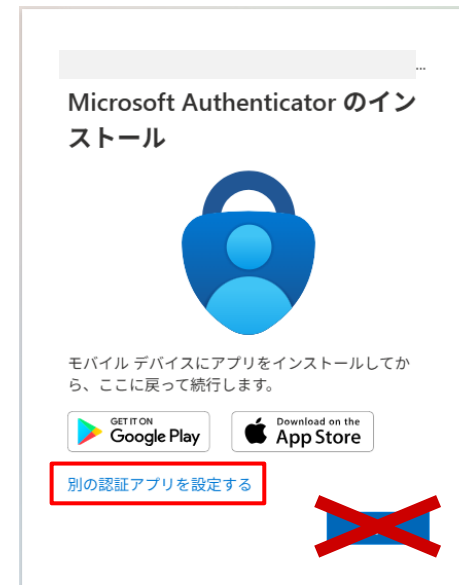 ...
Microsoft Authenticator のイン
ストール
モバイル デバイスにアプリをインストールしてか
ら、ここに戻って続行します。
GET IT ON
Google Play
Download on the
App Store
別の認証アプリを設定する